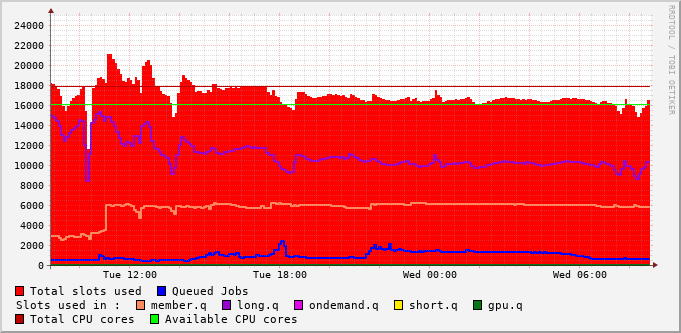 24000
22000
20000
18000
16000
14000
12000
10000
8000
6000
4000
2000
0
Tue 12:00 Tue 18:00 Wed 00:00 Wed 06:00
Total slots used Queued Jobs
Slots used in : member.q long.q ondemand.q short.q gpu.q
Total CPU cores Available CPU cores
RRDTOOL / TOBI OETIKER